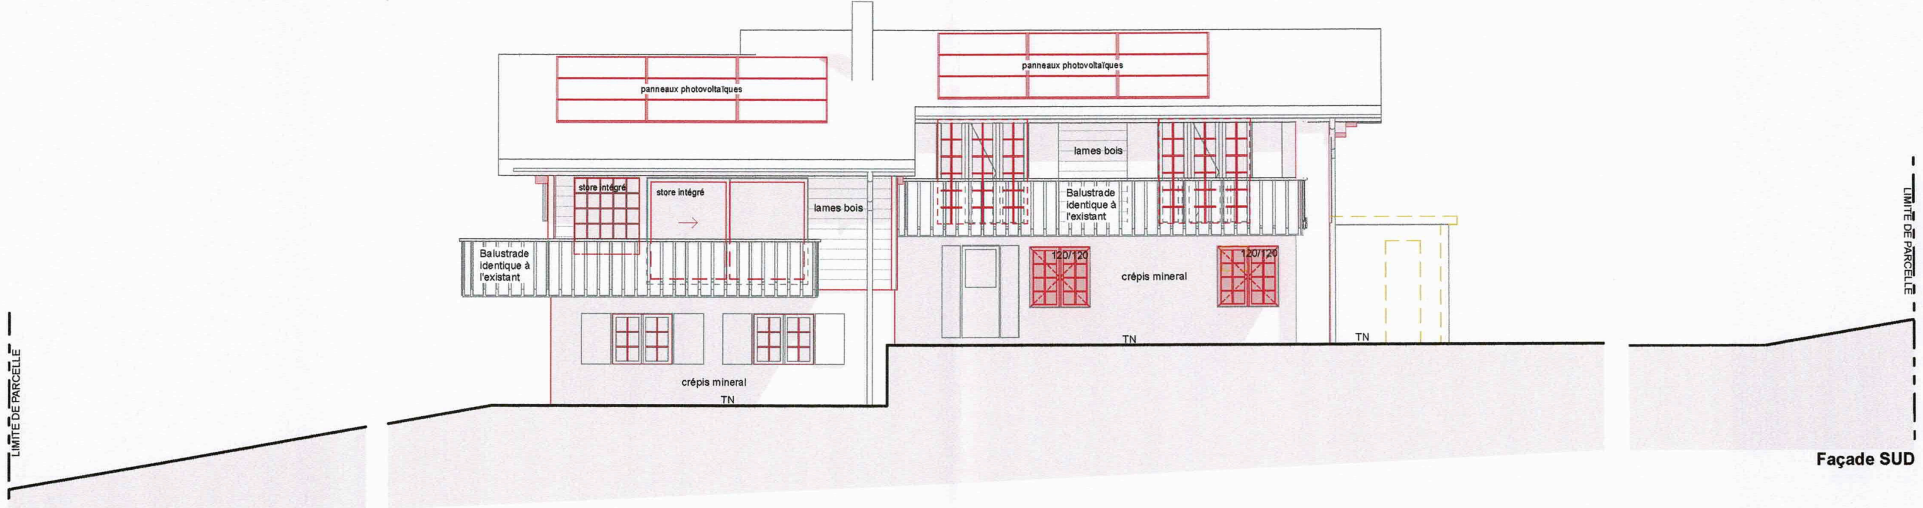 panneaux photovoltaïques
panneaux photovoltaïques
lames bois
store intégré
store intégré
lames bois
Balustrade
identique à
l'existant
Balustrade
identique à
l'existant
120/120
120/120
crépis mineral
TN
TN
crépis mineral
TN
LIMITE DE PARCELLE
LIMITE DE PARCELLE
Façade SUD